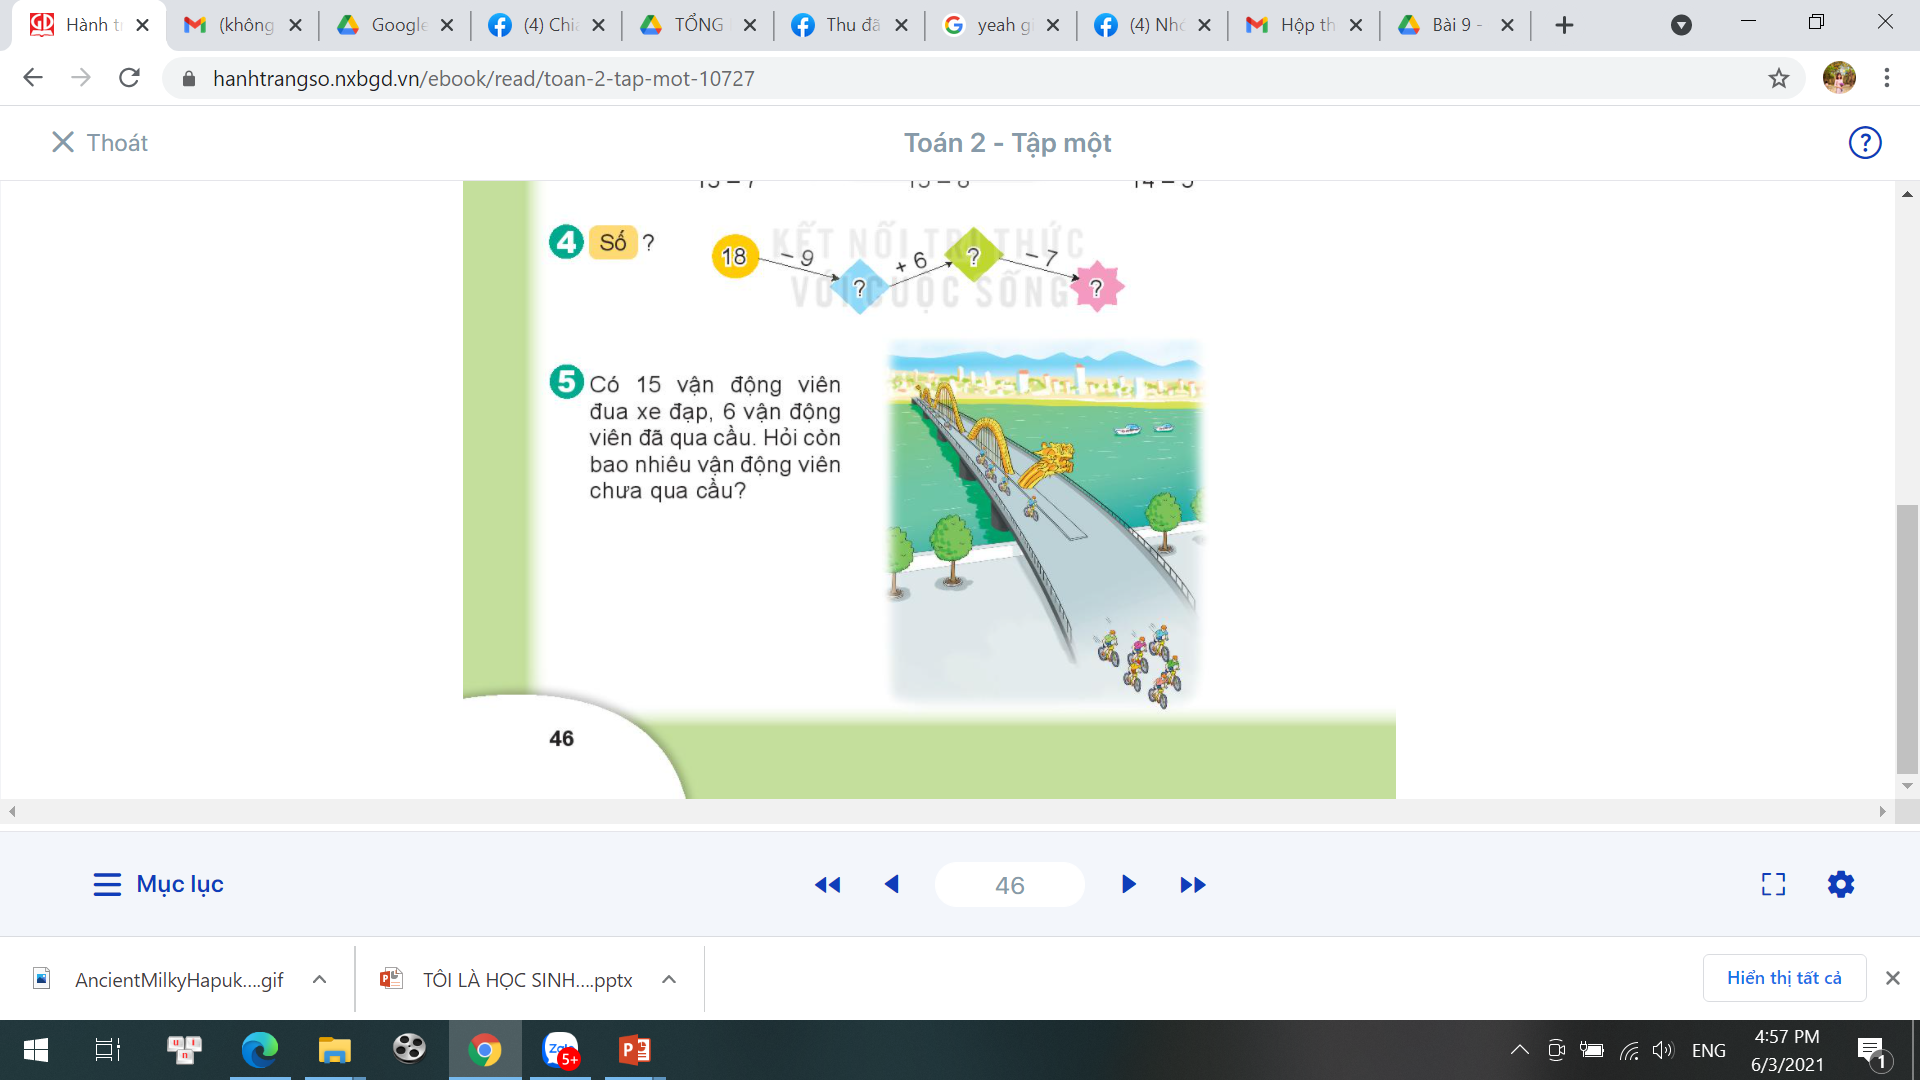 Hành tr
(không
Google
(4) Chi
TỔNG
Thu đã
yeah g
(4) Nh
Hộp th
Bài 9 -
hanhtrangso.nxbgd.vn/ebook/read/toan-2-tap-mot-10727
Thoát
Toán 2 - Tập một
?
4 Số ?
18
− 9
?
+ 6
?
− 7
?
KẾT NỐI TRI THỨC
VỚI CUỘC SỐNG
5 Có 15 vận động viên
đua xe đạp, 6 vận động
viên đã qua cầu. Hỏi còn
bao nhiêu vận động viên
chưa qua cầu?
46
Mục lục
46
AncientMilkyHapuk....gif
TÔI LÀ HỌC SINH....pptx
Hiển thị tất cả
Zalo
5+
ENG
4:57 PM
6/3/2021
1